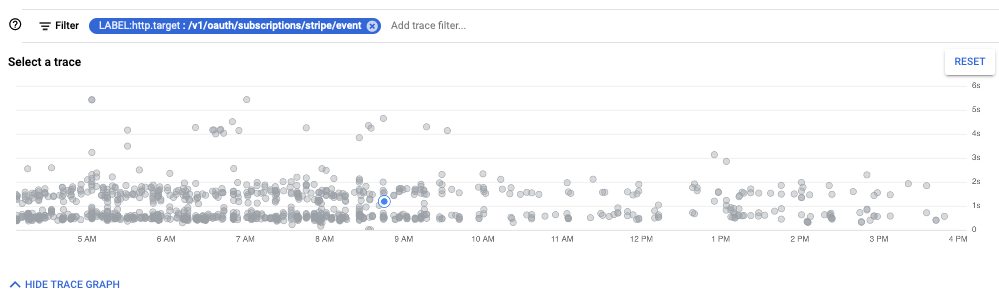 Filter LABEL:http.target : /v1/oauth/subscriptions/stripe/event Add trace filter...
Select a trace
RESET
6s
5s
4s
3s
2s
1s
0
5 AM 6 AM 7 AM 8 AM 9 AM 10 AM 11 AM 12 PM 1 PM 2 PM 3 PM 4 PM
HIDE TRACE GRAPH